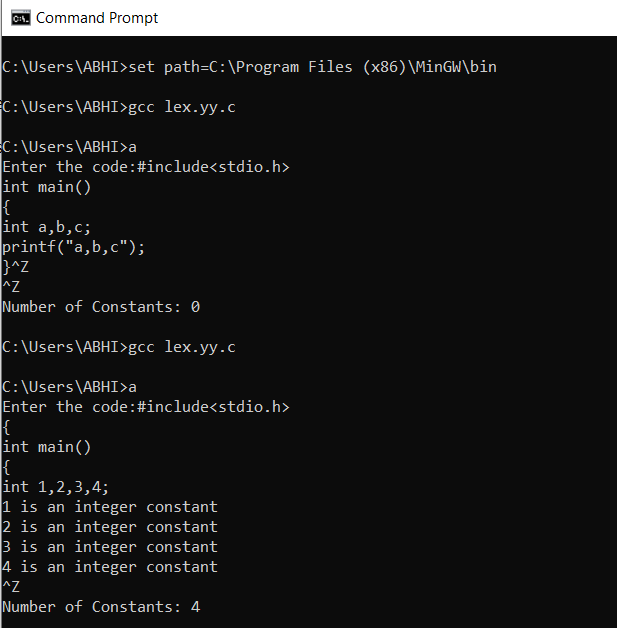 Command Prompt
C:\Users\ABHI>set path=C:\Program Files (x86)\MinGW\bin
C:\Users\ABHI>gcc lex.yy.c
C:\Users\ABHI>a
Enter the code:#include<stdio.h>
int main()
{
int a,b,c;
printf("a,b,c");
}^Z
^Z
Number of Constants: 0
C:\Users\ABHI>gcc lex.yy.c
C:\Users\ABHI>a
Enter the code:#include<stdio.h>
{
int main()
{
int 1,2,3,4;
1 is an integer constant
2 is an integer constant
3 is an integer constant
4 is an integer constant
^Z
Number of Constants: 4